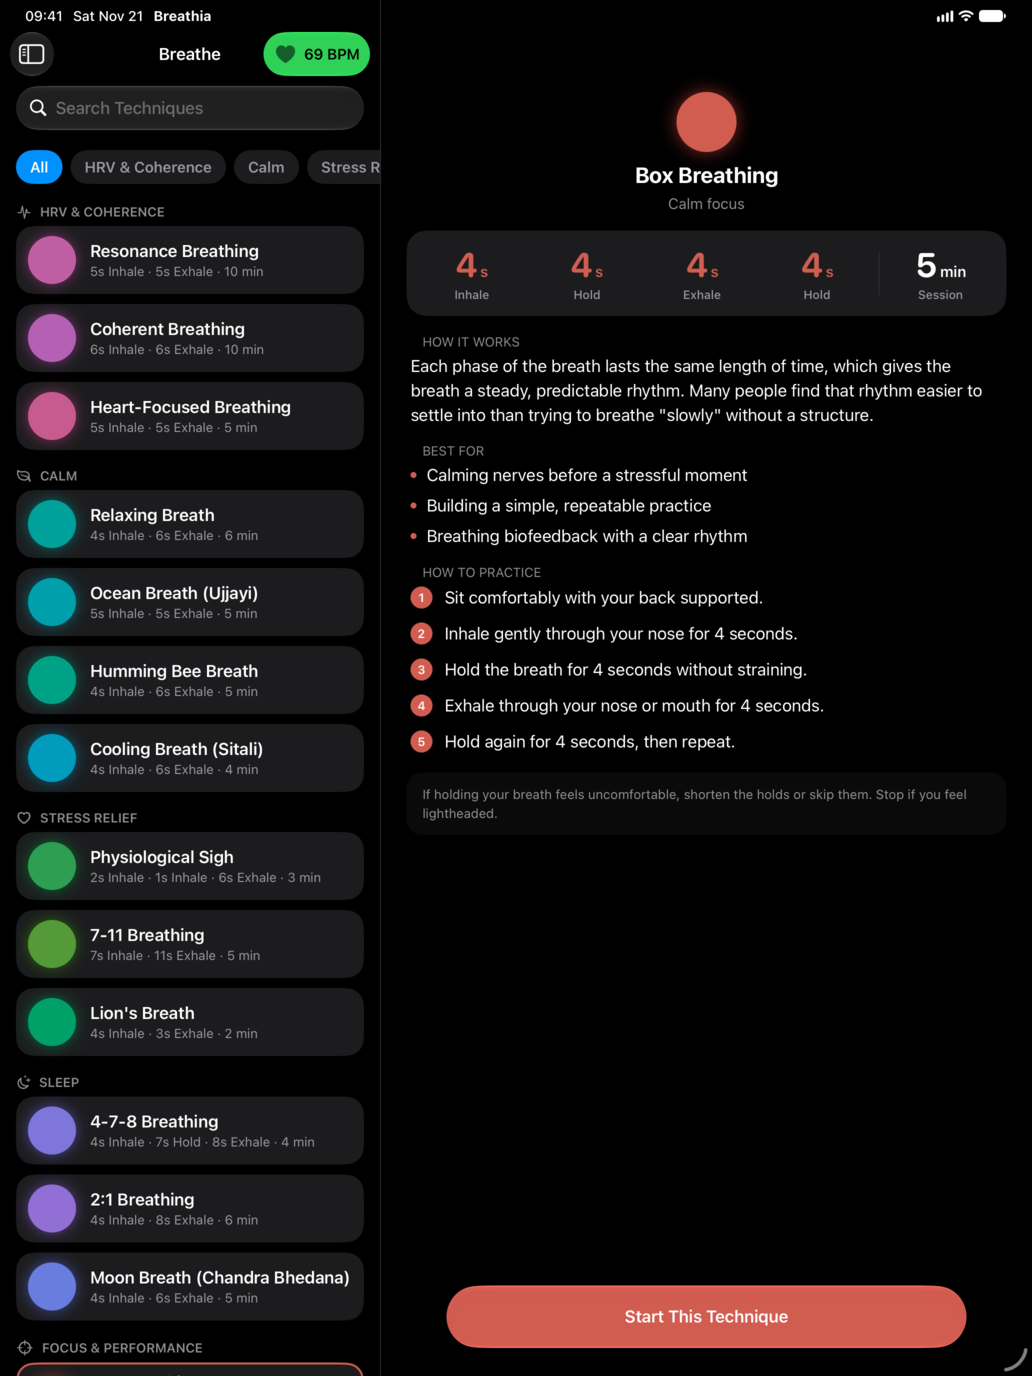 09:41 Sat Nov 21 Breathia
Breathe
69 BPM
Search Techniques
All
HRV & Coherence
Calm
Stress R
HRV & COHERENCE
Resonance Breathing
5s Inhale · 5s Exhale · 10 min
Coherent Breathing
6s Inhale · 6s Exhale · 10 min
Heart-Focused Breathing
5s Inhale · 5s Exhale · 5 min
CALM
Relaxing Breath
4s Inhale · 6s Exhale · 6 min
Ocean Breath (Ujjayi)
5s Inhale · 5s Exhale · 5 min
Humming Bee Breath
4s Inhale · 6s Exhale · 5 min
Cooling Breath (Sitali)
4s Inhale · 6s Exhale · 4 min
STRESS RELIEF
Physiological Sigh
2s Inhale · 1s Inhale · 6s Exhale · 3 min
7-11 Breathing
7s Inhale · 11s Exhale · 5 min
Lion's Breath
4s Inhale · 3s Exhale · 2 min
SLEEP
4-7-8 Breathing
4s Inhale · 7s Hold · 8s Exhale · 4 min
2:1 Breathing
4s Inhale · 8s Exhale · 6 min
Moon Breath (Chandra Bhedana)
4s Inhale · 6s Exhale · 5 min
FOCUS & PERFORMANCE
Box Breathing
Calm focus
4 s
Inhale
4 s
Hold
4 s
Exhale
4 s
Hold
5 min
Session
HOW IT WORKS
Each phase of the breath lasts the same length of time, which gives the
breath a steady, predictable rhythm. Many people find that rhythm easier to
settle into than trying to breathe "slowly" without a structure.
BEST FOR
• Calming nerves before a stressful moment
• Building a simple, repeatable practice
• Breathing biofeedback with a clear rhythm
HOW TO PRACTICE
1 Sit comfortably with your back supported.
2 Inhale gently through your nose for 4 seconds.
3 Hold the breath for 4 seconds without straining.
4 Exhale through your nose or mouth for 4 seconds.
5 Hold again for 4 seconds, then repeat.
If holding your breath feels uncomfortable, shorten the holds or skip them. Stop if you feel
lightheaded.
Start This Technique